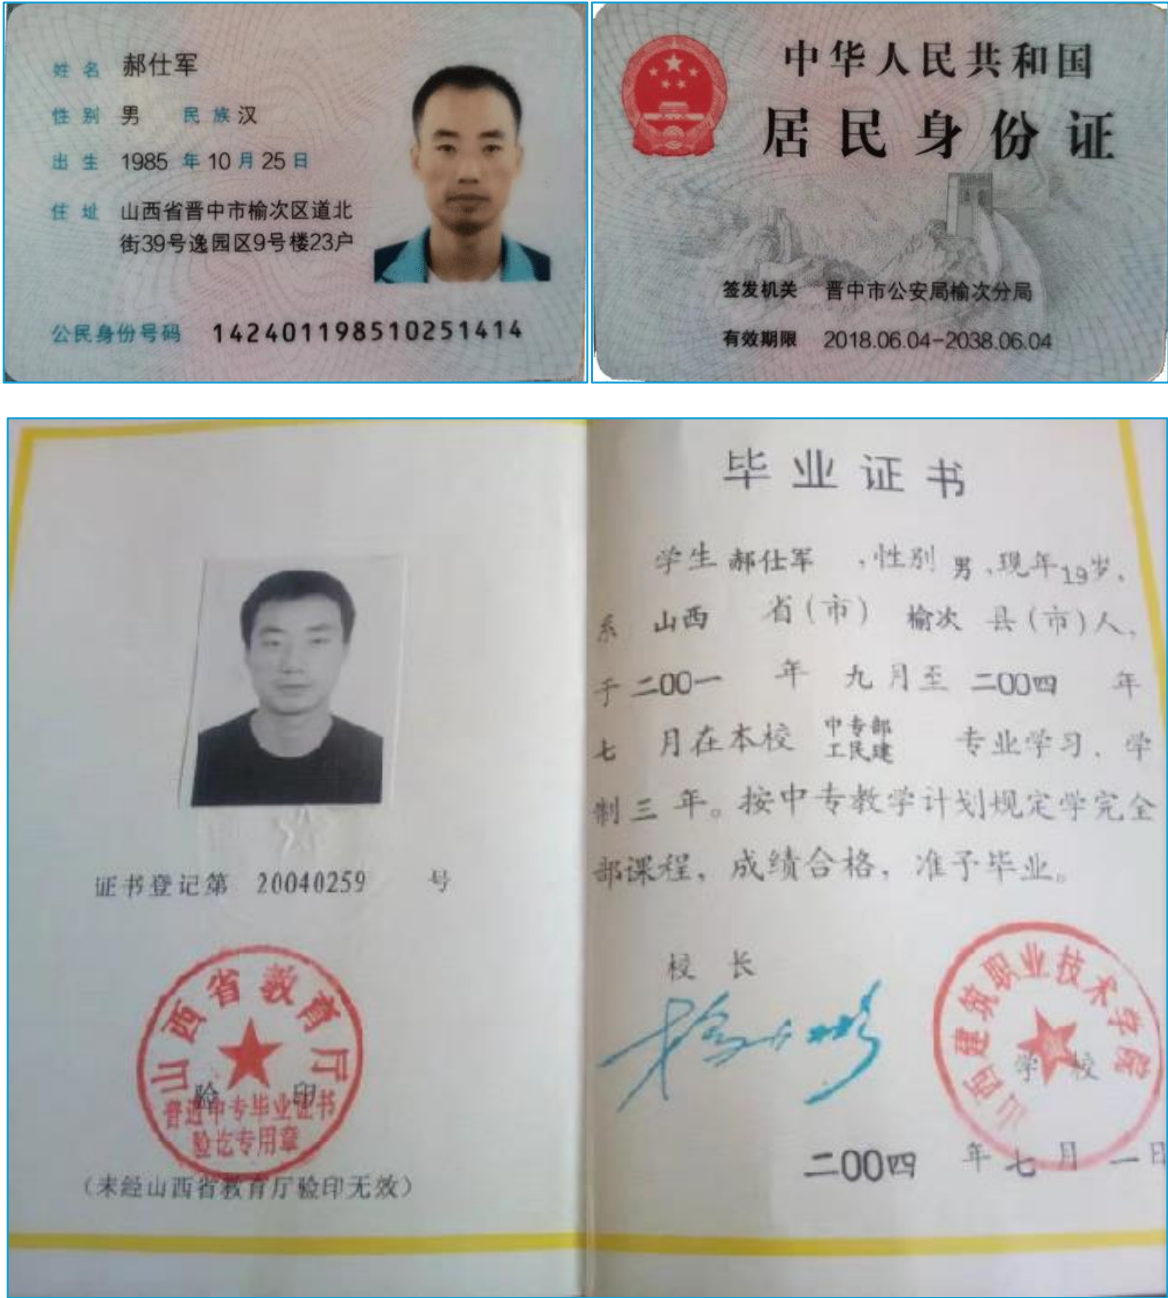 姓名 郝仕军
性别 男 民族 汉
出生 1985 年 10 月 25 日
住址 山西省晋中市榆次区道北
街39号逸园区9号楼23户
公民身份号码 142401198510251414
中华人民共和国
居民身份证
签发机关 晋中市公安局榆次分局
有效期限 2018.06.04-2038.06.04
证书登记第 20040259 号
山西省教育厅
验印
普通中专毕业证书
验讫专用章
(未经山西省教育厅验印无效)
毕业证书
学生 郝仕军 ,性别 男 ,现年19岁,
系 山西 省(市) 榆次 县(市)人,
于 二00一 年 九 月至 二00四 年
七 月在本校 中专部 工民建 专业学习、学
制 三 年。按中专教学计划规定学完全
部课程,成绩合格,准予毕业。
校长
山西建筑职业技术学院
学校
二00四 年 七 月 一 日